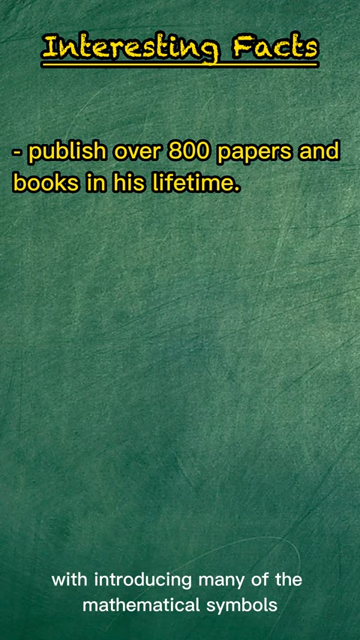 Interesting Facts
- publish over 800 papers and
books in his lifetime.
with introducing many of the
mathematical symbols